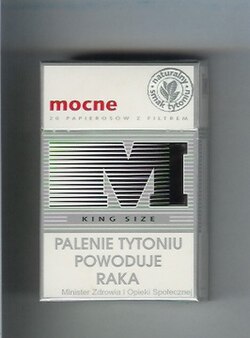 naturalny
smak tytoniu
mocne
20 PAPIEROSÓW Z FILTREM
M
KING SIZE
PALENIE TYTONIU
POWODUJE
RAKA
Minister Zdrowia i Opieki Społecznej